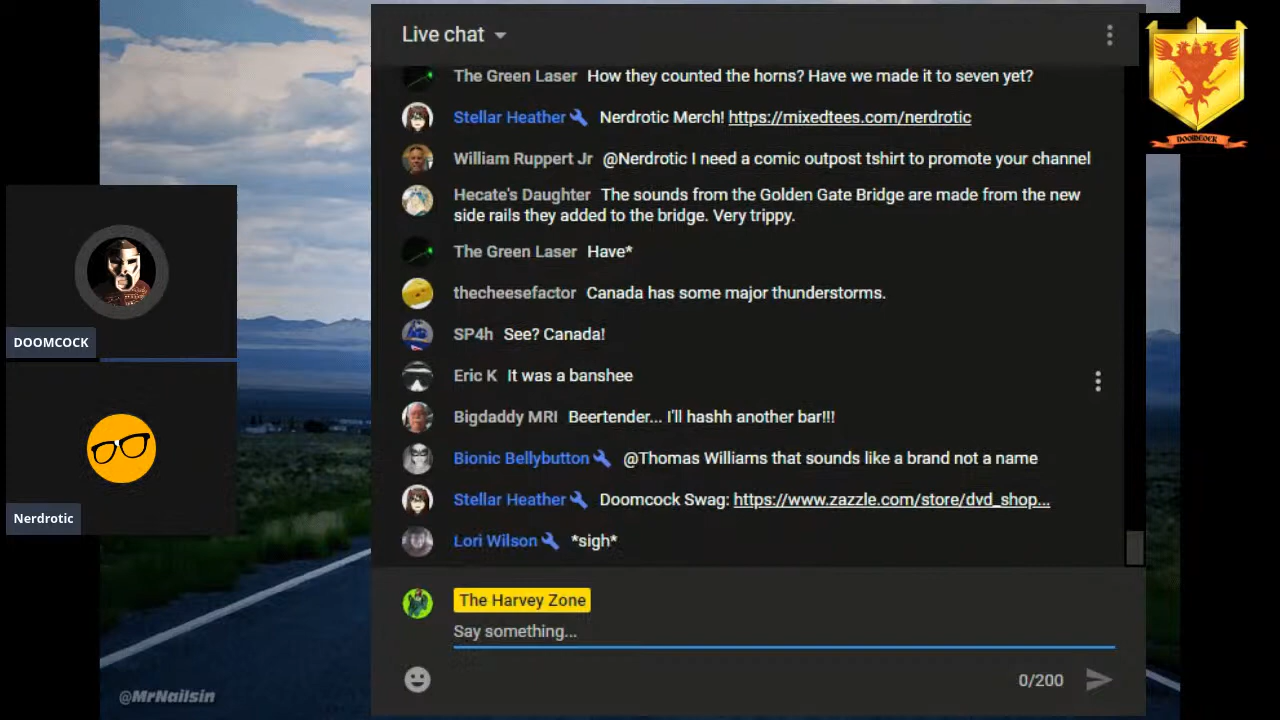 Live chat
The Green Laser How they counted the horns? Have we made it to seven yet?
Stellar Heather Nerdrotic Merch! https://mixedtees.com/nerdrotic
William Ruppert Jr @Nerdrotic I need a comic outpost tshirt to promote your channel
Hecate's Daughter The sounds from the Golden Gate Bridge are made from the new
side rails they added to the bridge. Very trippy.
The Green Laser Have*
thecheesefactor Canada has some major thunderstorms.
SP4h See? Canada!
Eric K It was a banshee
Bigdaddy MRI Beertender... I'll hashh another bar!!!
Bionic Bellybutton @Thomas Williams that sounds like a brand not a name
Stellar Heather Doomcock Swag: https://www.zazzle.com/store/dvd_shop...
Lori Wilson *sigh*
The Harvey Zone
Say something...
0/200
DOOMCOCK
Nerdrotic
@MrNailsin
DOOMCOCK